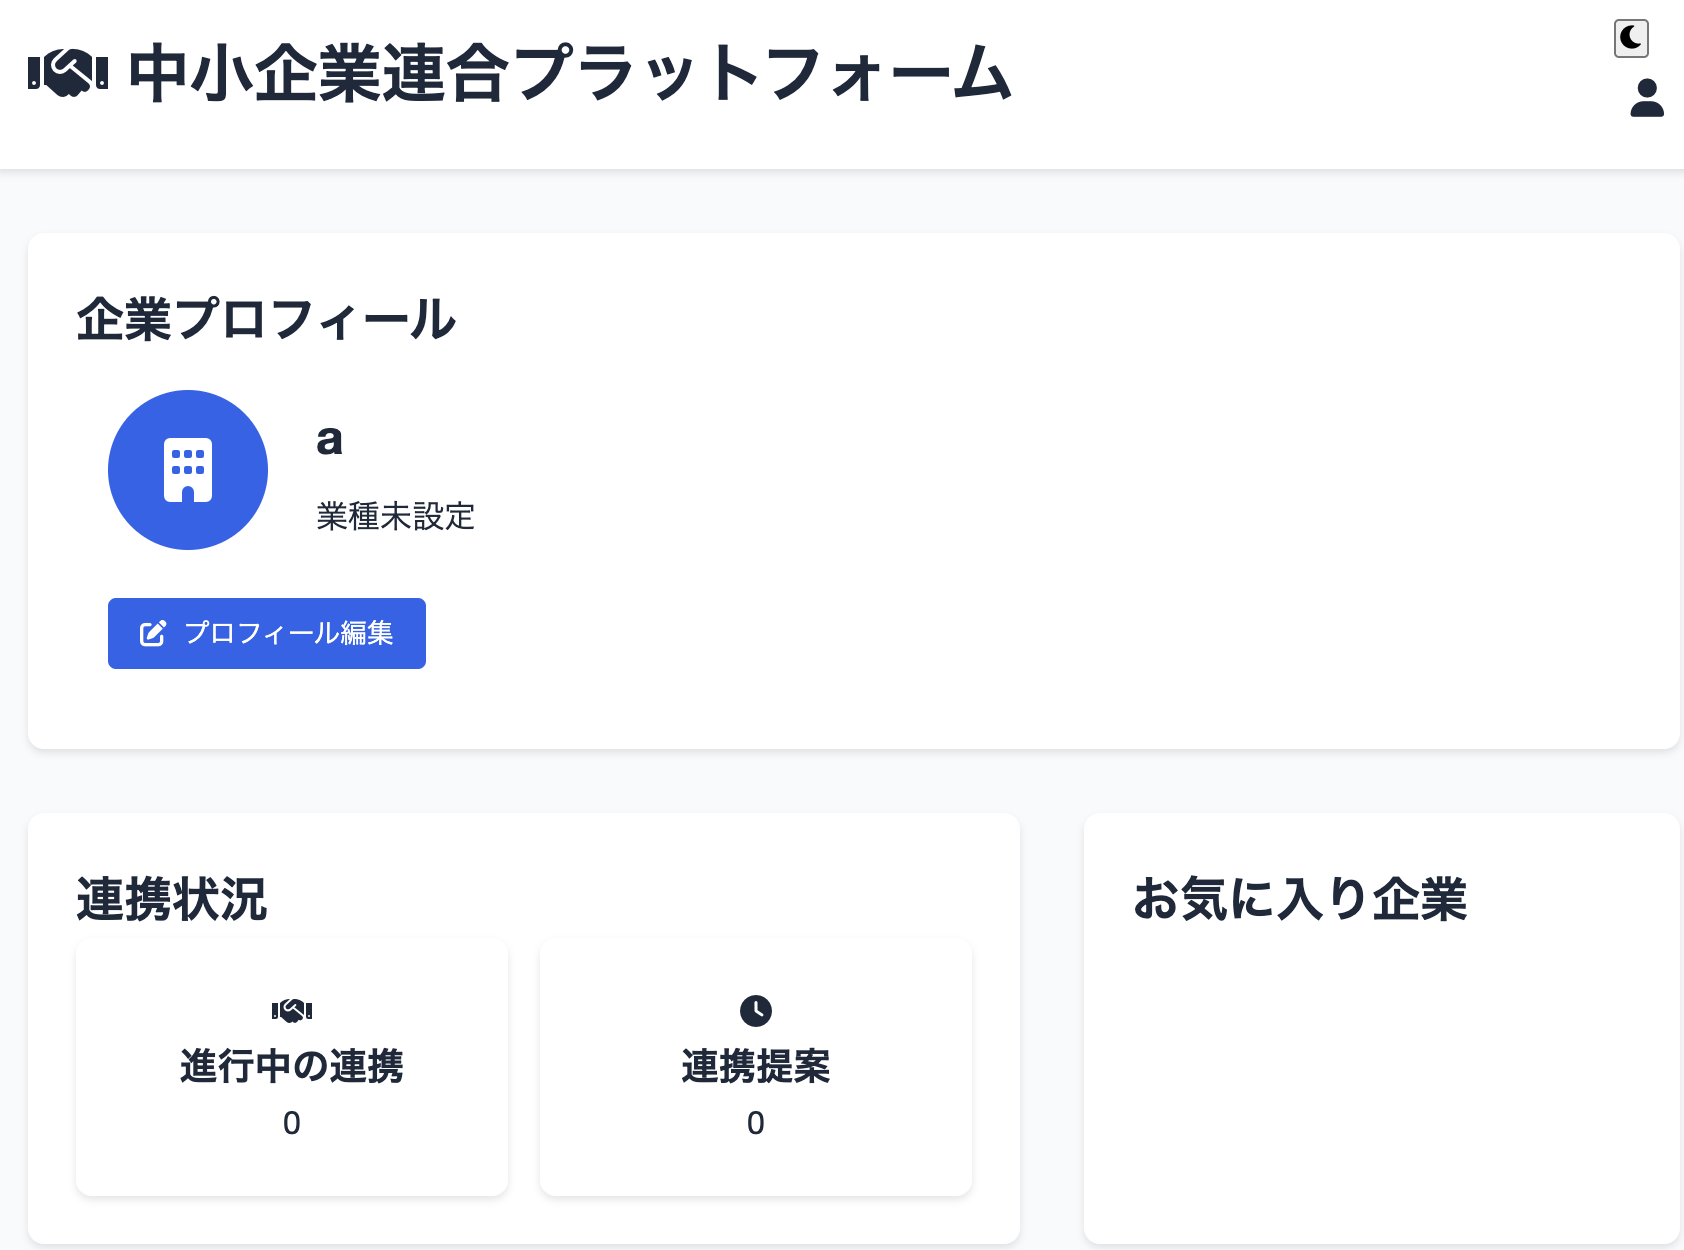 中小企業連合プラットフォーム
企業プロフィール
a
業種未設定
プロフィール編集
連携状況
進行中の連携
0
連携提案
0
お気に入り企業